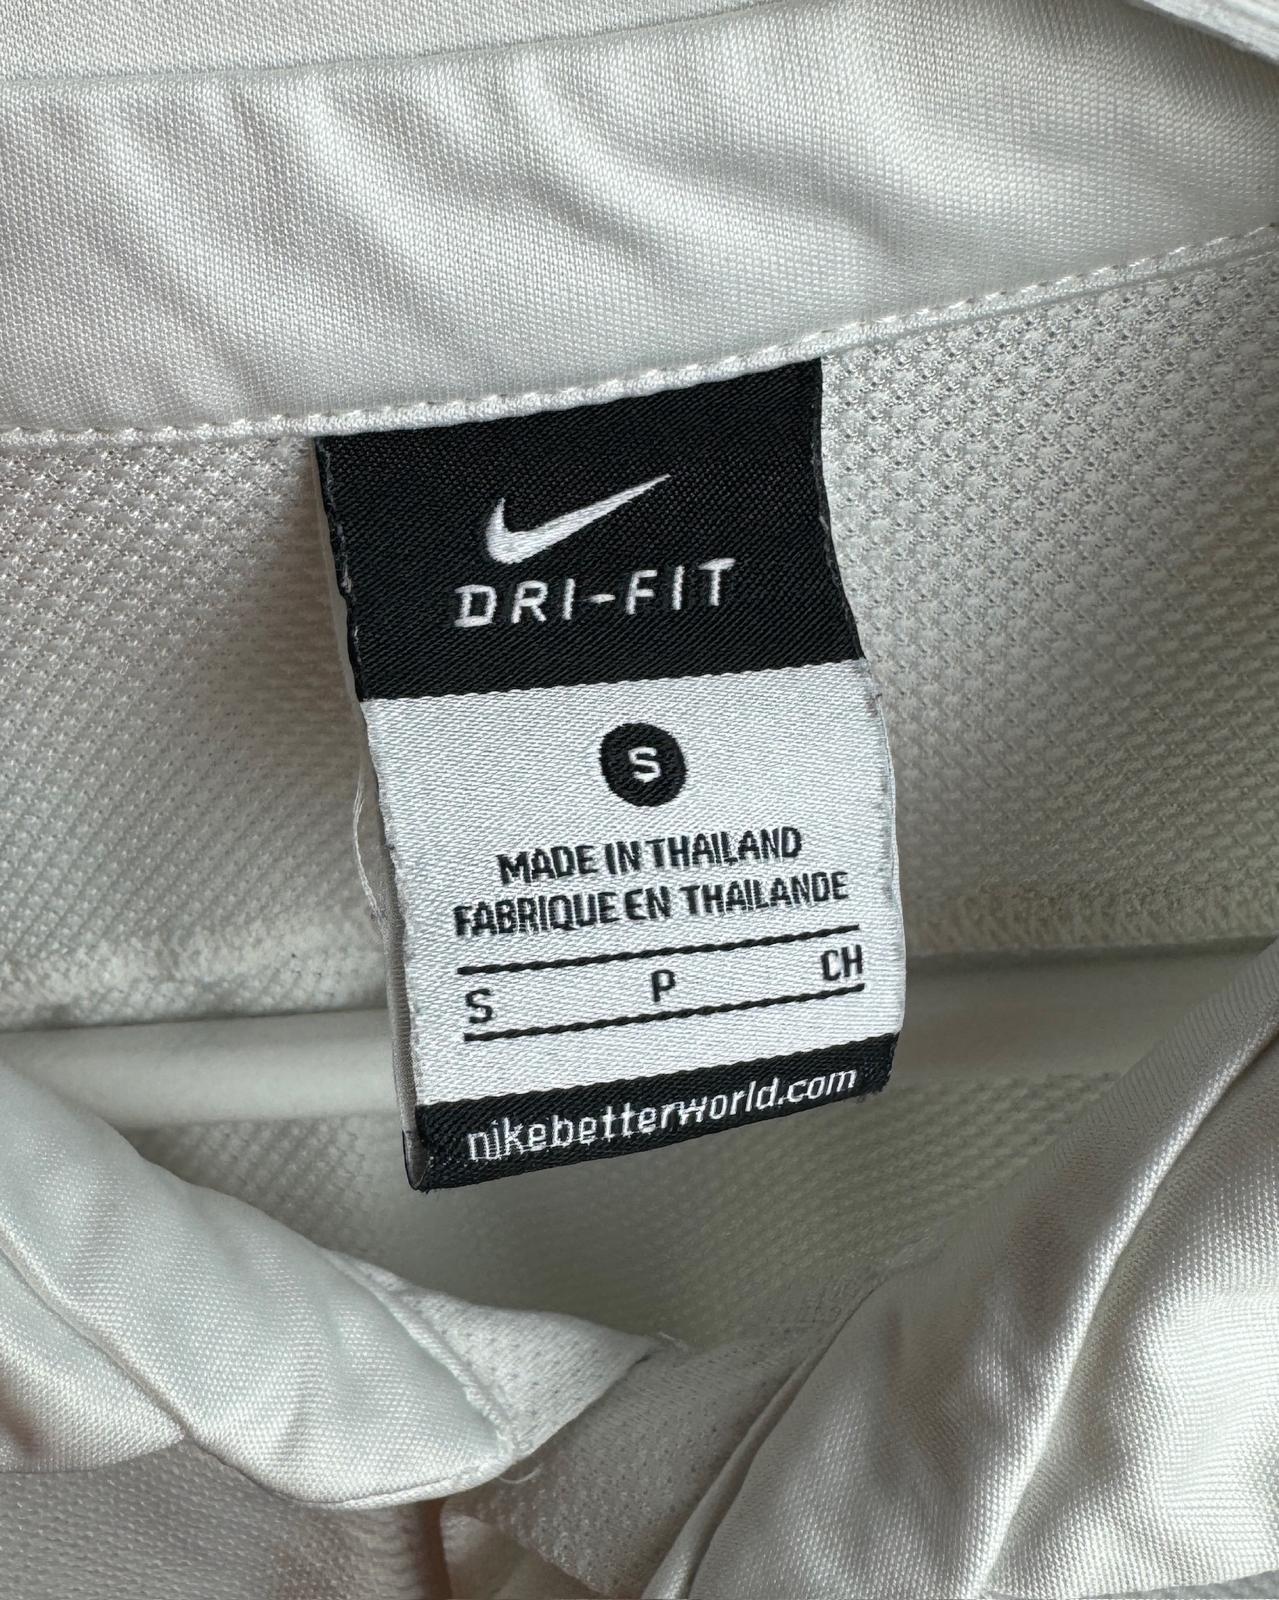 DRI-FIT
S
MADE IN THAILAND
FABRIQUE EN THAILANDE
S P CH
nikebetterworld.com